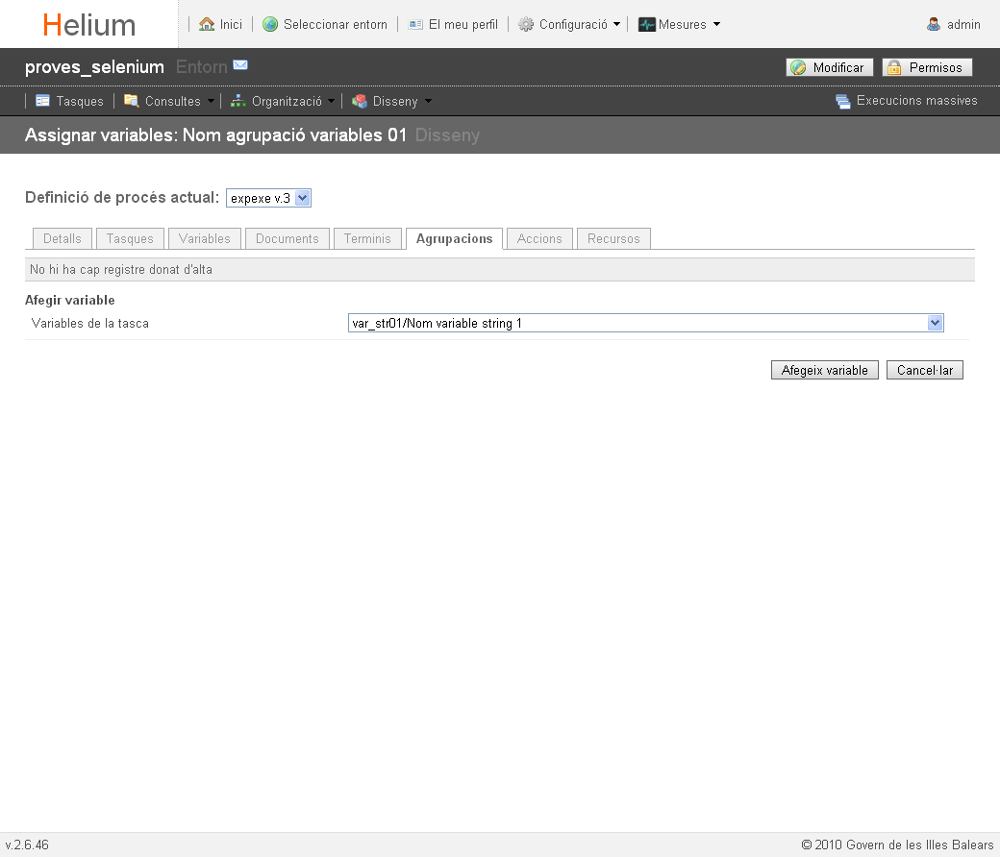 Helium
Inici
Seleccionar entorn
El meu perfil
Configuració
Mesures
admin
proves_selenium Entorn
Modificar
Permisos
Tasques
Consultes
Organització
Disseny
Execucions massives
Assignar variables: Nom agrupació variables 01 Disseny
Definició de procés actual: expexe v.3
Detalls
Tasques
Variables
Documents
Terminis
Agrupacions
Accions
Recursos
No hi ha cap registre donat d'alta
Afegir variable
Variables de la tasca
var_str01/Nom variable string 1
Afegeix variable
Cancel·lar
v.2.6.46
© 2010 Govern de les Illes Balears